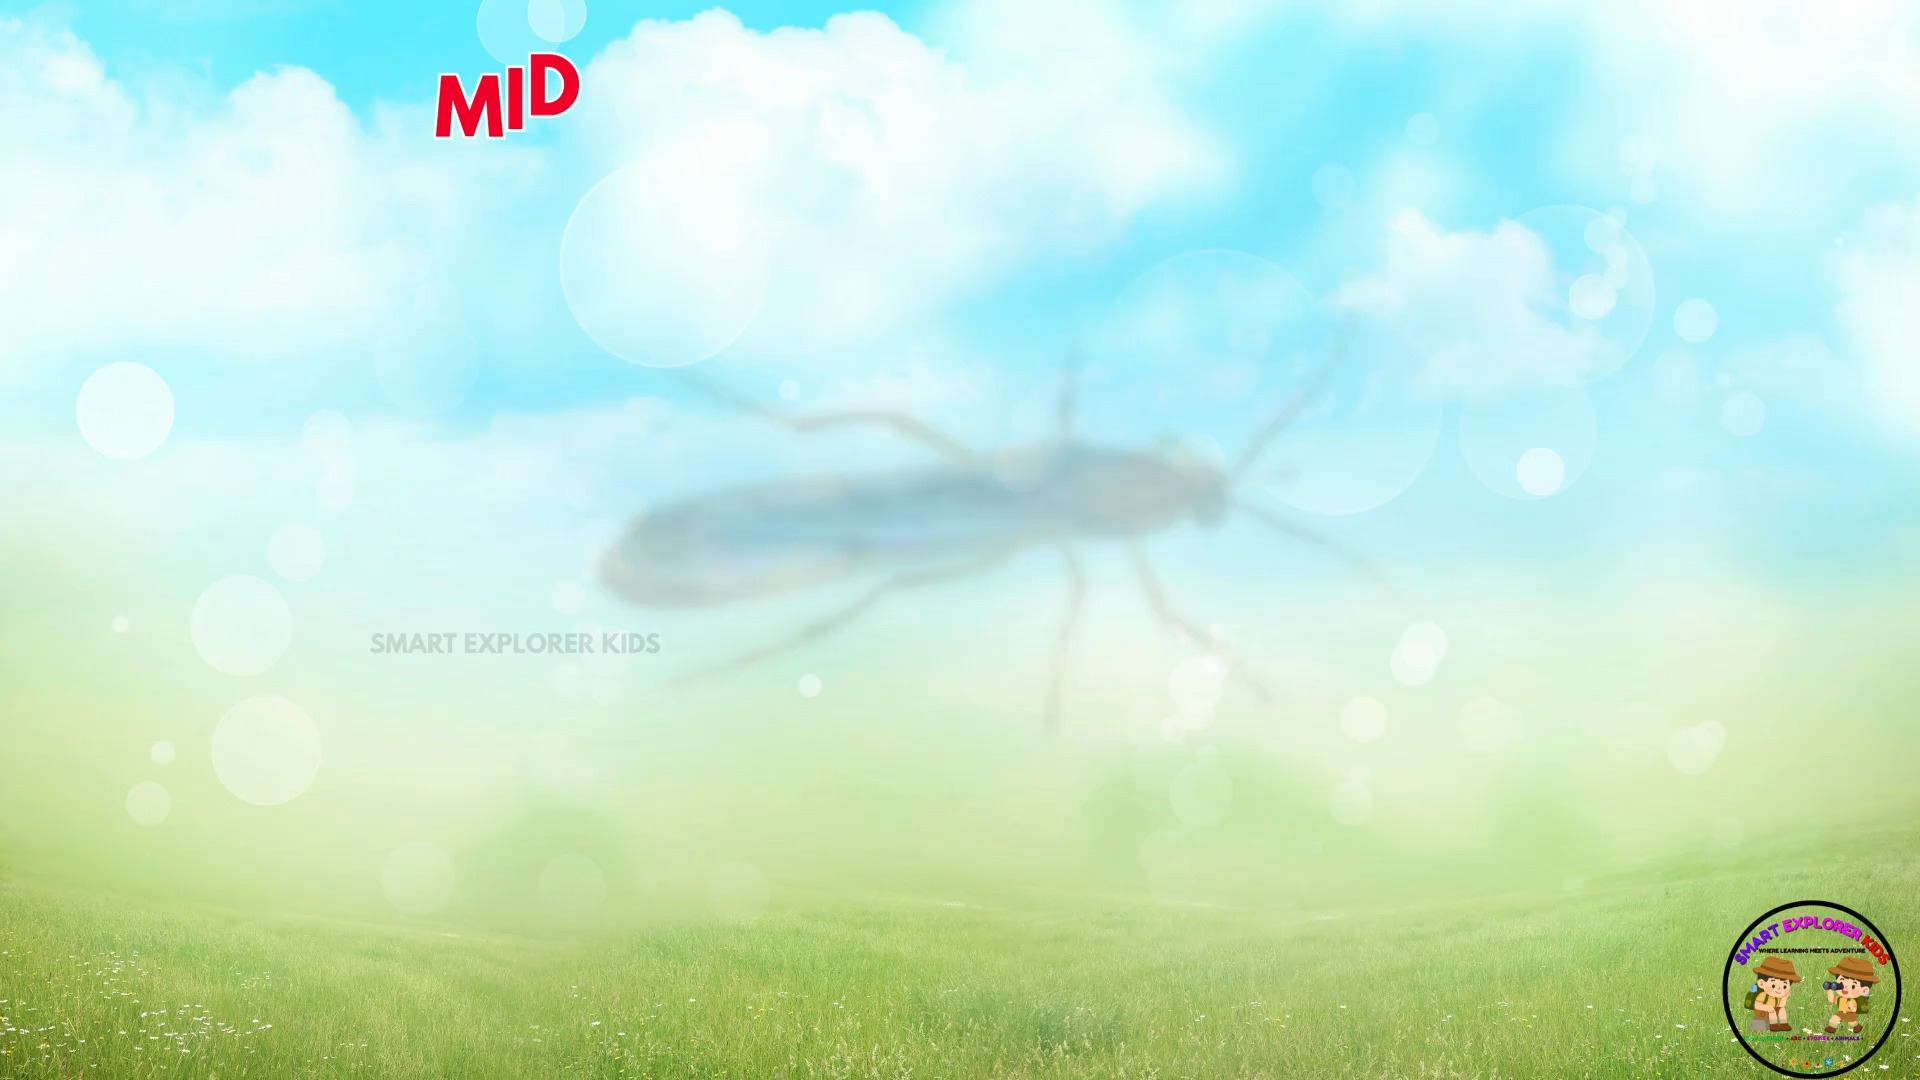 MID
SMART EXPLORER KIDS
SMART EXPLORER KIDS
WHERE LEARNING MEETS ADVENTURE